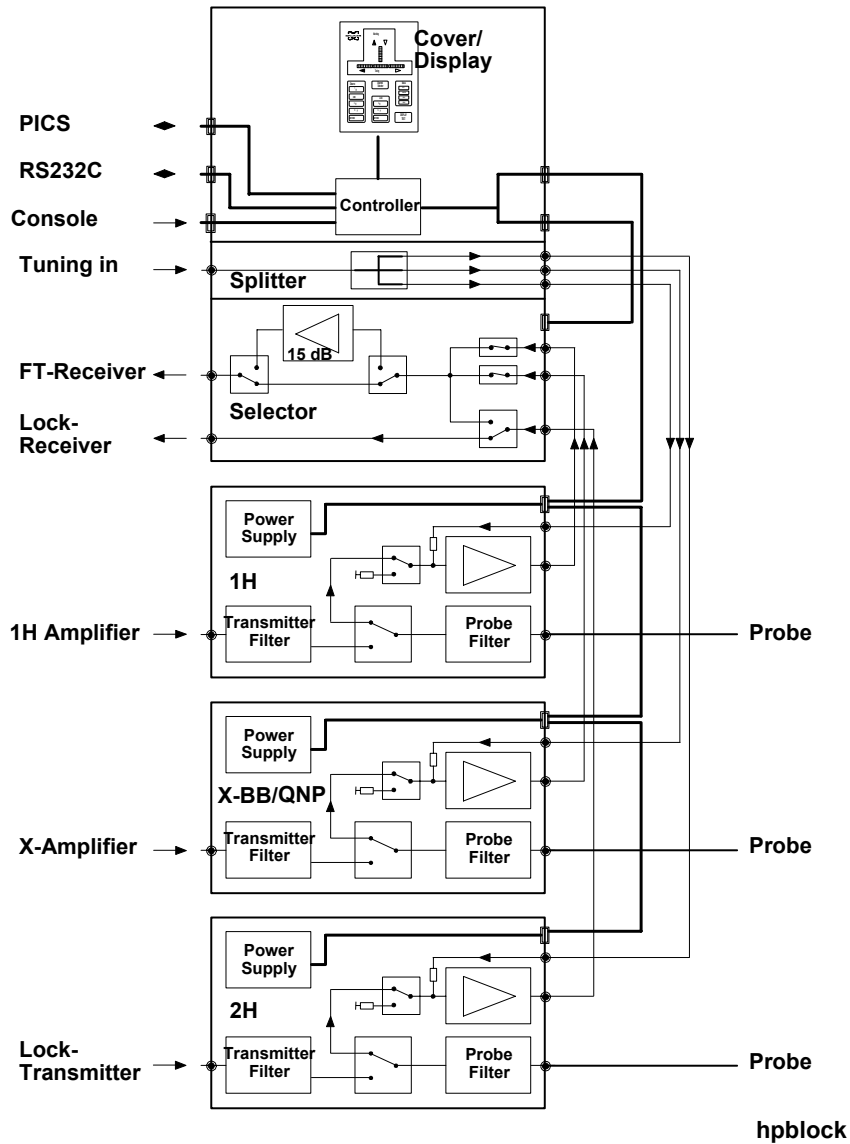 Cover/
Display
PICS
RS232C
Console
Controller
Tuning in
Splitter
15 dB
FT-Receiver
Selector
Lock-
Receiver
Power
Supply
1H
1H Amplifier
Transmitter
Filter
Probe
Filter
Probe
Power
Supply
X-BB/QNP
X-Amplifier
Transmitter
Filter
Probe
Filter
Probe
Power
Supply
2H
Lock-
Transmitter
Transmitter
Filter
Probe
Filter
Probe
hpblock